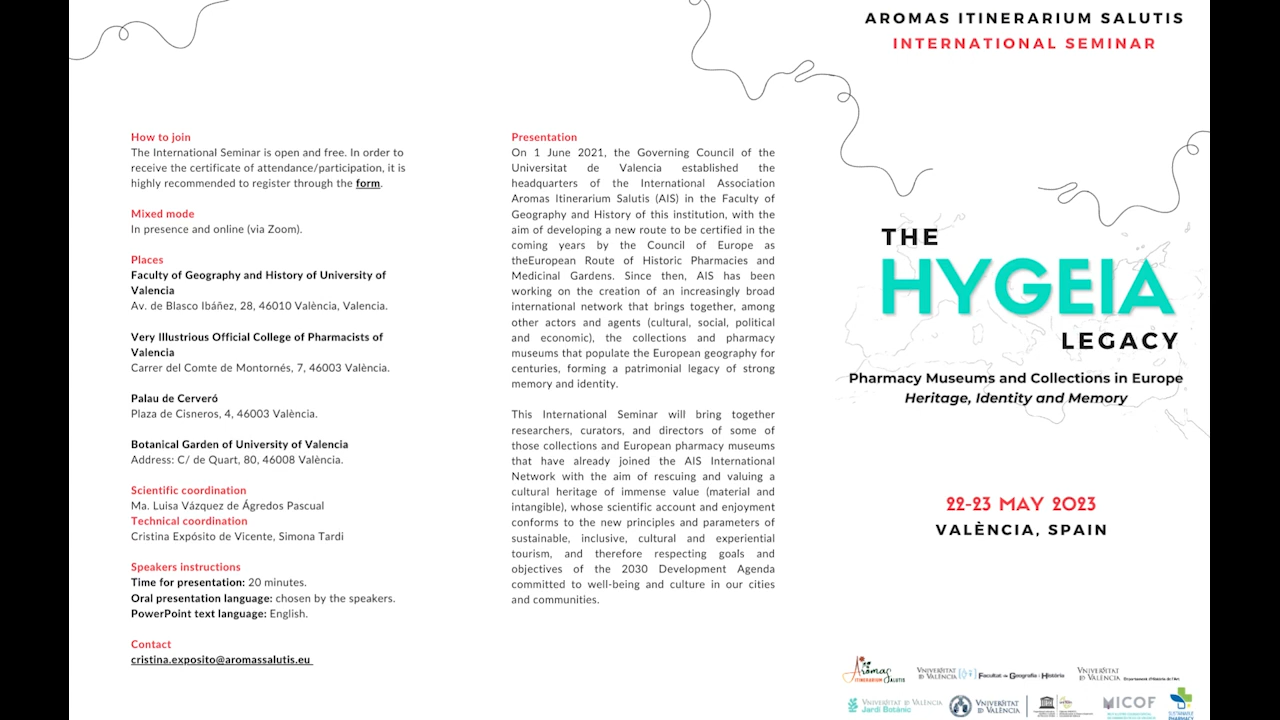 How to join
The International Seminar is open and free. In order to
receive the certificate of attendance/participation, it is
highly recommended to register through the form.
Mixed mode
In presence and online (via Zoom).
Places
Faculty of Geography and History of University of
Valencia
Av. de Blasco Ibáñez, 28, 46010 València, Valencia.
Very Illustrious Official College of Pharmacists of
Valencia
Carrer del Comte de Montornés, 7, 46003 València.
Palau de Cerveró
Plaza de Cisneros, 4, 46003 València.
Botanical Garden of University of Valencia
Address: C/ de Quart, 80, 46008 València.
Scientific coordination
Ma. Luisa Vázquez de Ágredos Pascual
Technical coordination
Cristina Expósito de Vicente, Simona Tardi
Speakers instructions
Time for presentation: 20 minutes.
Oral presentation language: chosen by the speakers.
PowerPoint text language: English.
Contact
cristina.exposito@aromassalutis.eu
Presentation
On 1 June 2021, the Governing Council of the
Universitat de Valencia established the
headquarters of the International Association
Aromas Itinerarium Salutis (AIS) in the Faculty of
Geography and History of this institution, with the
aim of developing a new route to be certified in the
coming years by the Council of Europe as
theEuropean Route of Historic Pharmacies and
Medicinal Gardens. Since then, AIS has been
working on the creation of an increasingly broad
international network that brings together, among
other actors and agents (cultural, social, political
and economic), the collections and pharmacy
museums that populate the European geography for
centuries, forming a patrimonial legacy of strong
memory and identity.
This International Seminar will bring together
researchers, curators, and directors of some of
those collections and European pharmacy museums
that have already joined the AIS International
Network with the aim of rescuing and valuing a
cultural heritage of immense value (material and
intangible), whose scientific account and enjoyment
conforms to the new principles and parameters of
sustainable, inclusive, cultural and experiential
tourism, and therefore respecting goals and
objectives of the 2030 Development Agenda
committed to well-being and culture in our cities
and communities.
AROMAS ITINERARIUM SALUTIS
INTERNATIONAL SEMINAR
THE
HYGEIA
LEGACY
Pharmacy Museums and Collections in Europe
Heritage, Identity and Memory
22-23 MAY 2023
VALÈNCIA, SPAIN
Aromas
ITINERARIUM SALUTIS
VNIVERSITAT
DE VALÈNCIA
Facultat de Geografia i Història
VNIVERSITAT
DE VALÈNCIA
Departament d'Història de l'Art
VNIVERSITAT DE VALÈNCIA
Jardí Botànic
VNIVERSITAT
DE VALÈNCIA
MICOF
SUSTAINABLE
PHARMACY